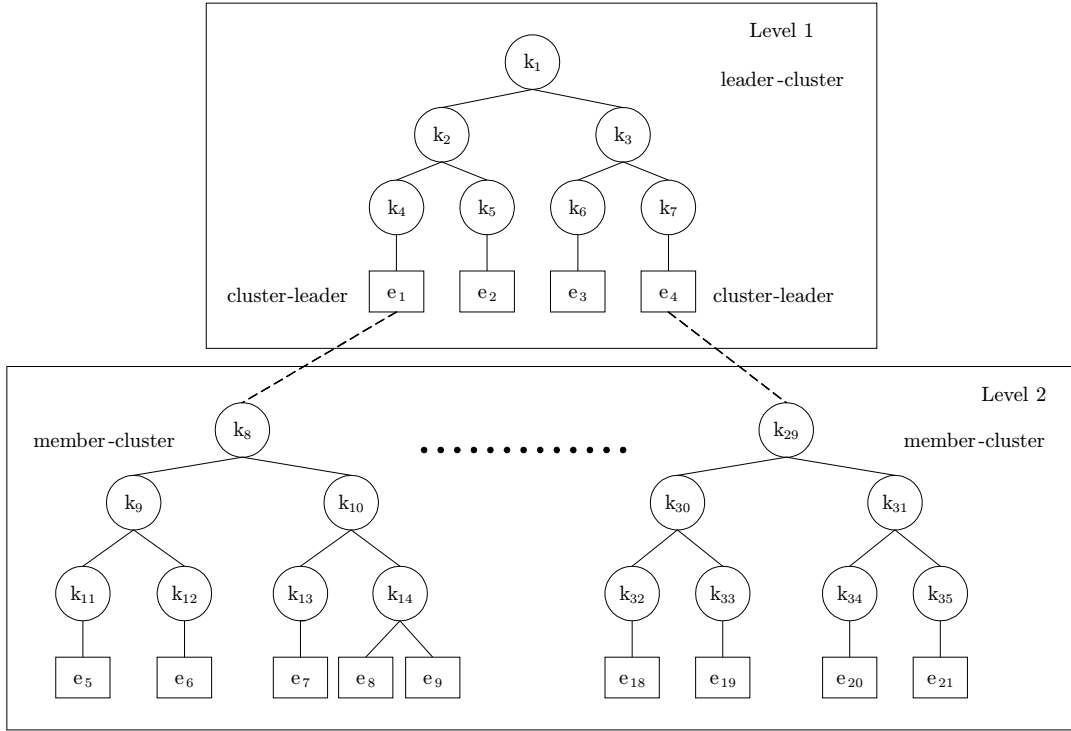 Level 1
k₁
leader-cluster
k₂ k₃
k₄ k₅ k₆ k₇
cluster-leader e₁ e₂ e₃ e₄ cluster-leader
Level 2
member-cluster k₈ k₂₉ member-cluster
k₉ k₁₀ k₃₀ k₃₁
k₁₁ k₁₂ k₁₃ k₁₄ k₃₂ k₃₃ k₃₄ k₃₅
e₅ e₆ e₇ e₈ e₉ e₁₈ e₁₉ e₂₀ e₂₁